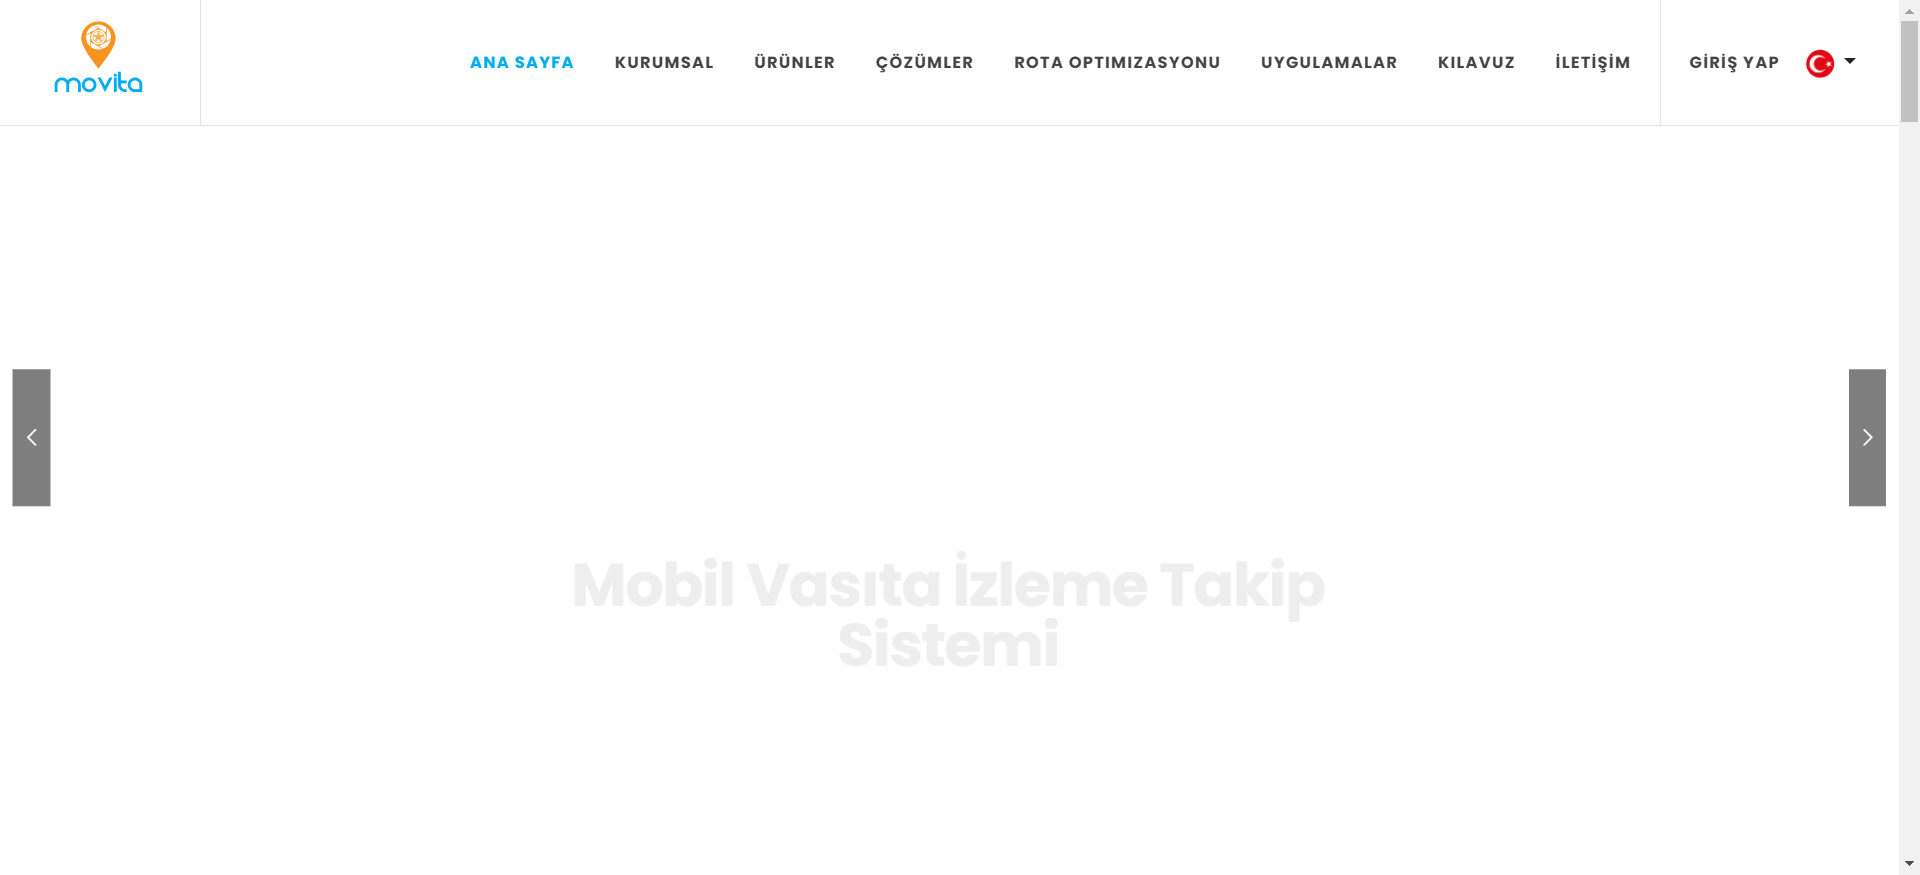 movita
ANA SAYFA
KURUMSAL
ÜRÜNLER
ÇÖZÜMLER
ROTA OPTIMIZASYONU
UYGULAMALAR
KILAVUZ
İLETİŞİM
GİRİŞ YAP
Mobil Vasıta İzleme Takip
Sistemi